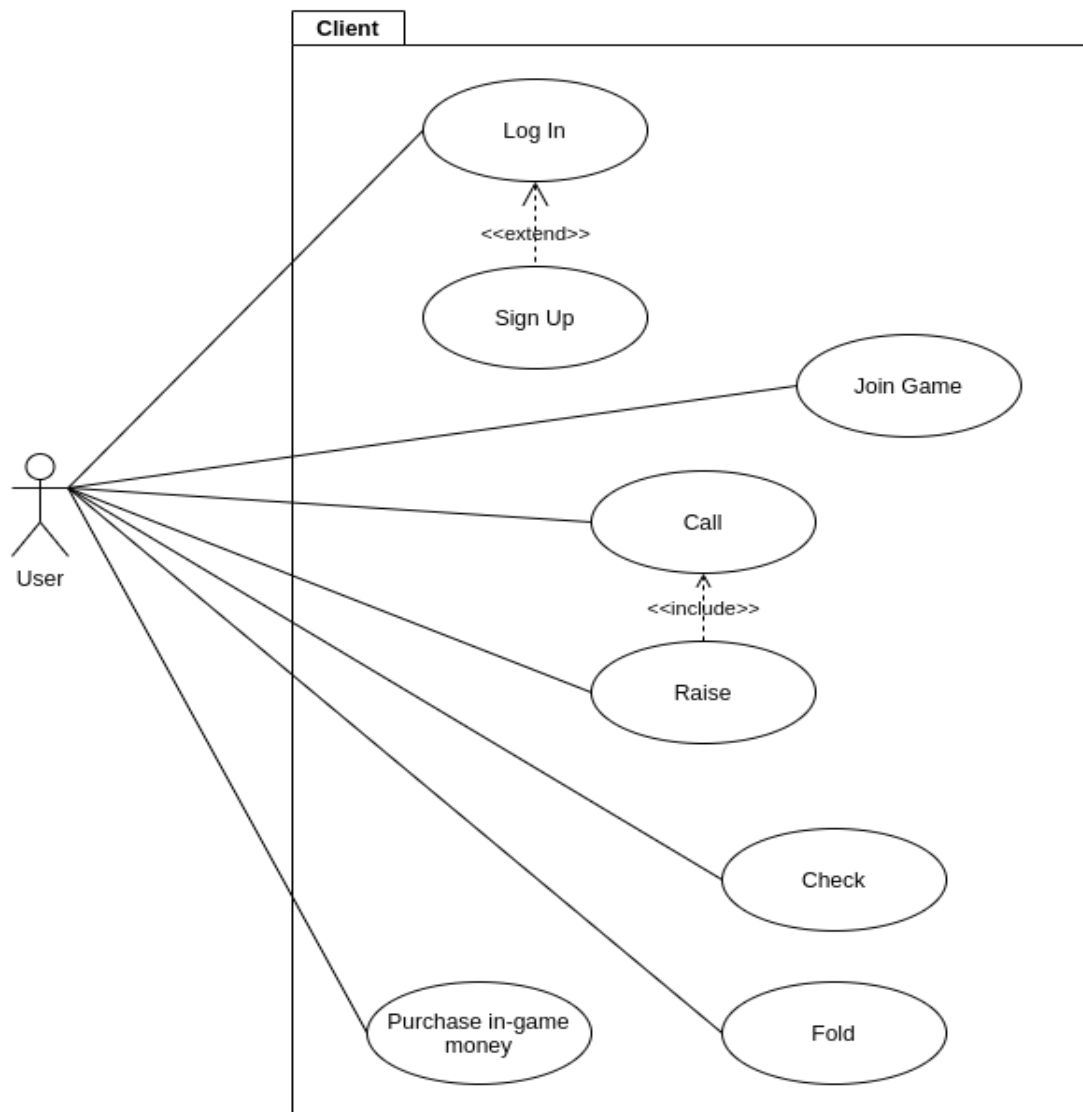 Client
Log In
<<extend>>
Sign Up
Join Game
Call
User
<<include>>
Raise
Check
Purchase in-game
money
Fold